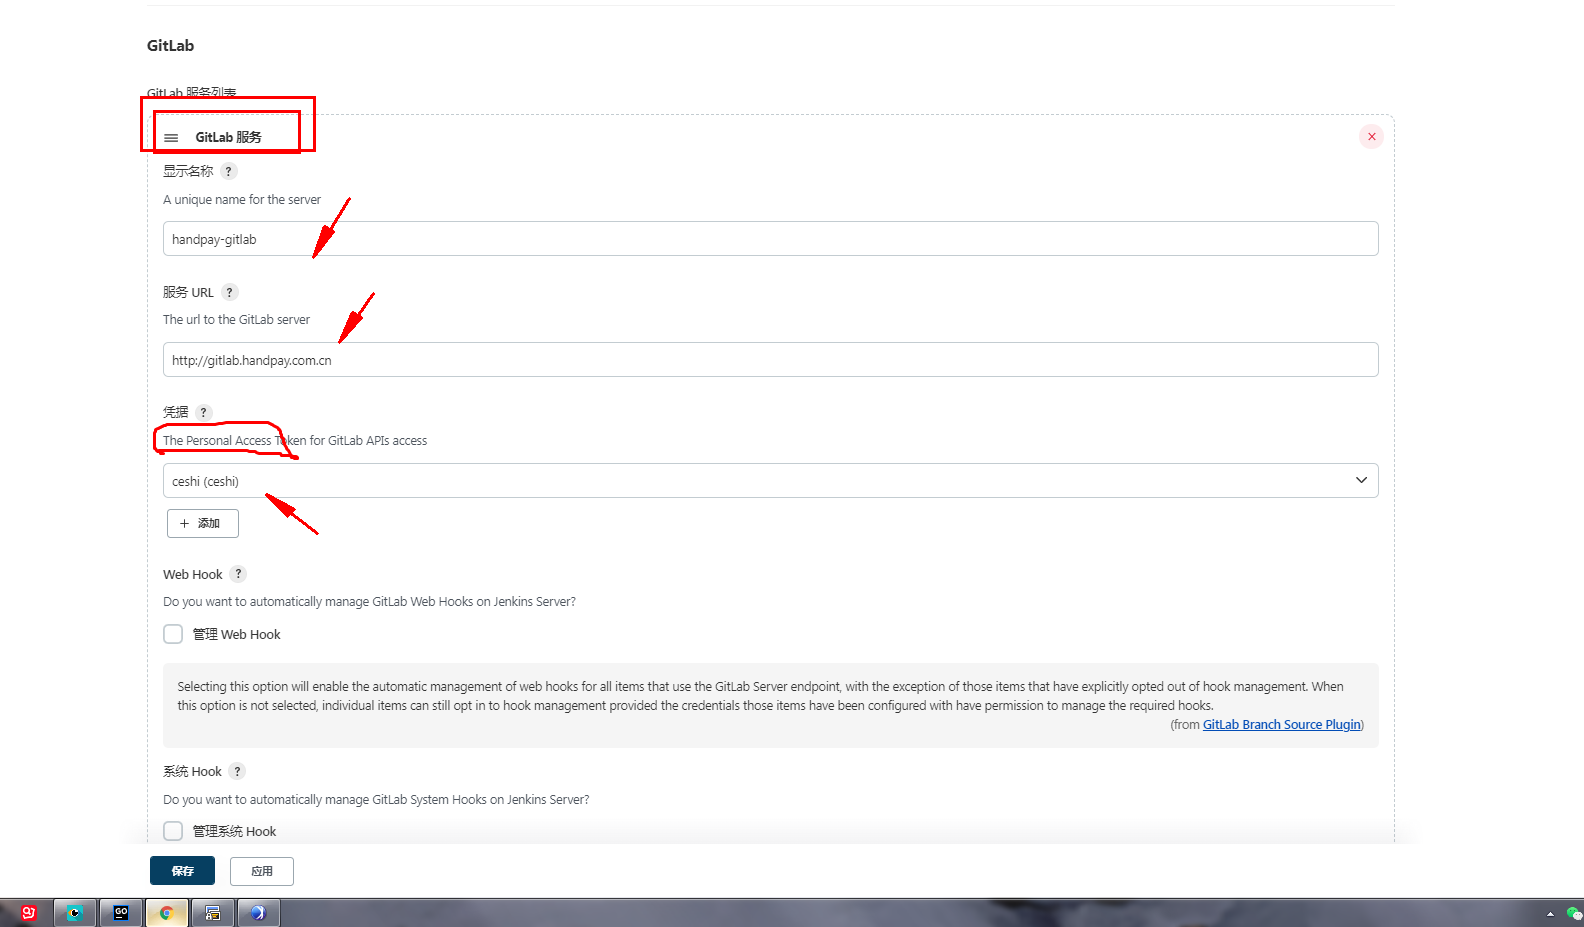 GitLab
GitLab 服务列表
GitLab 服务
显示名称 ?
A unique name for the server
handpay-gitlab
服务 URL ?
The url to the GitLab server
http://gitlab.handpay.com.cn
凭据 ?
The Personal Access Token for GitLab APIs access
ceshi (ceshi)
+ 添加
Web Hook ?
Do you want to automatically manage GitLab Web Hooks on Jenkins Server?
管理 Web Hook
Selecting this option will enable the automatic management of web hooks for all items that use the GitLab Server endpoint, with the exception of those items that have explicitly opted out of hook management. When
this option is not selected, individual items can still opt in to hook management provided the credentials those items have been configured with have permission to manage the required hooks.
(from GitLab Branch Source Plugin)
系统 Hook ?
Do you want to automatically manage GitLab System Hooks on Jenkins Server?
管理系统 Hook
保存 应用
GO